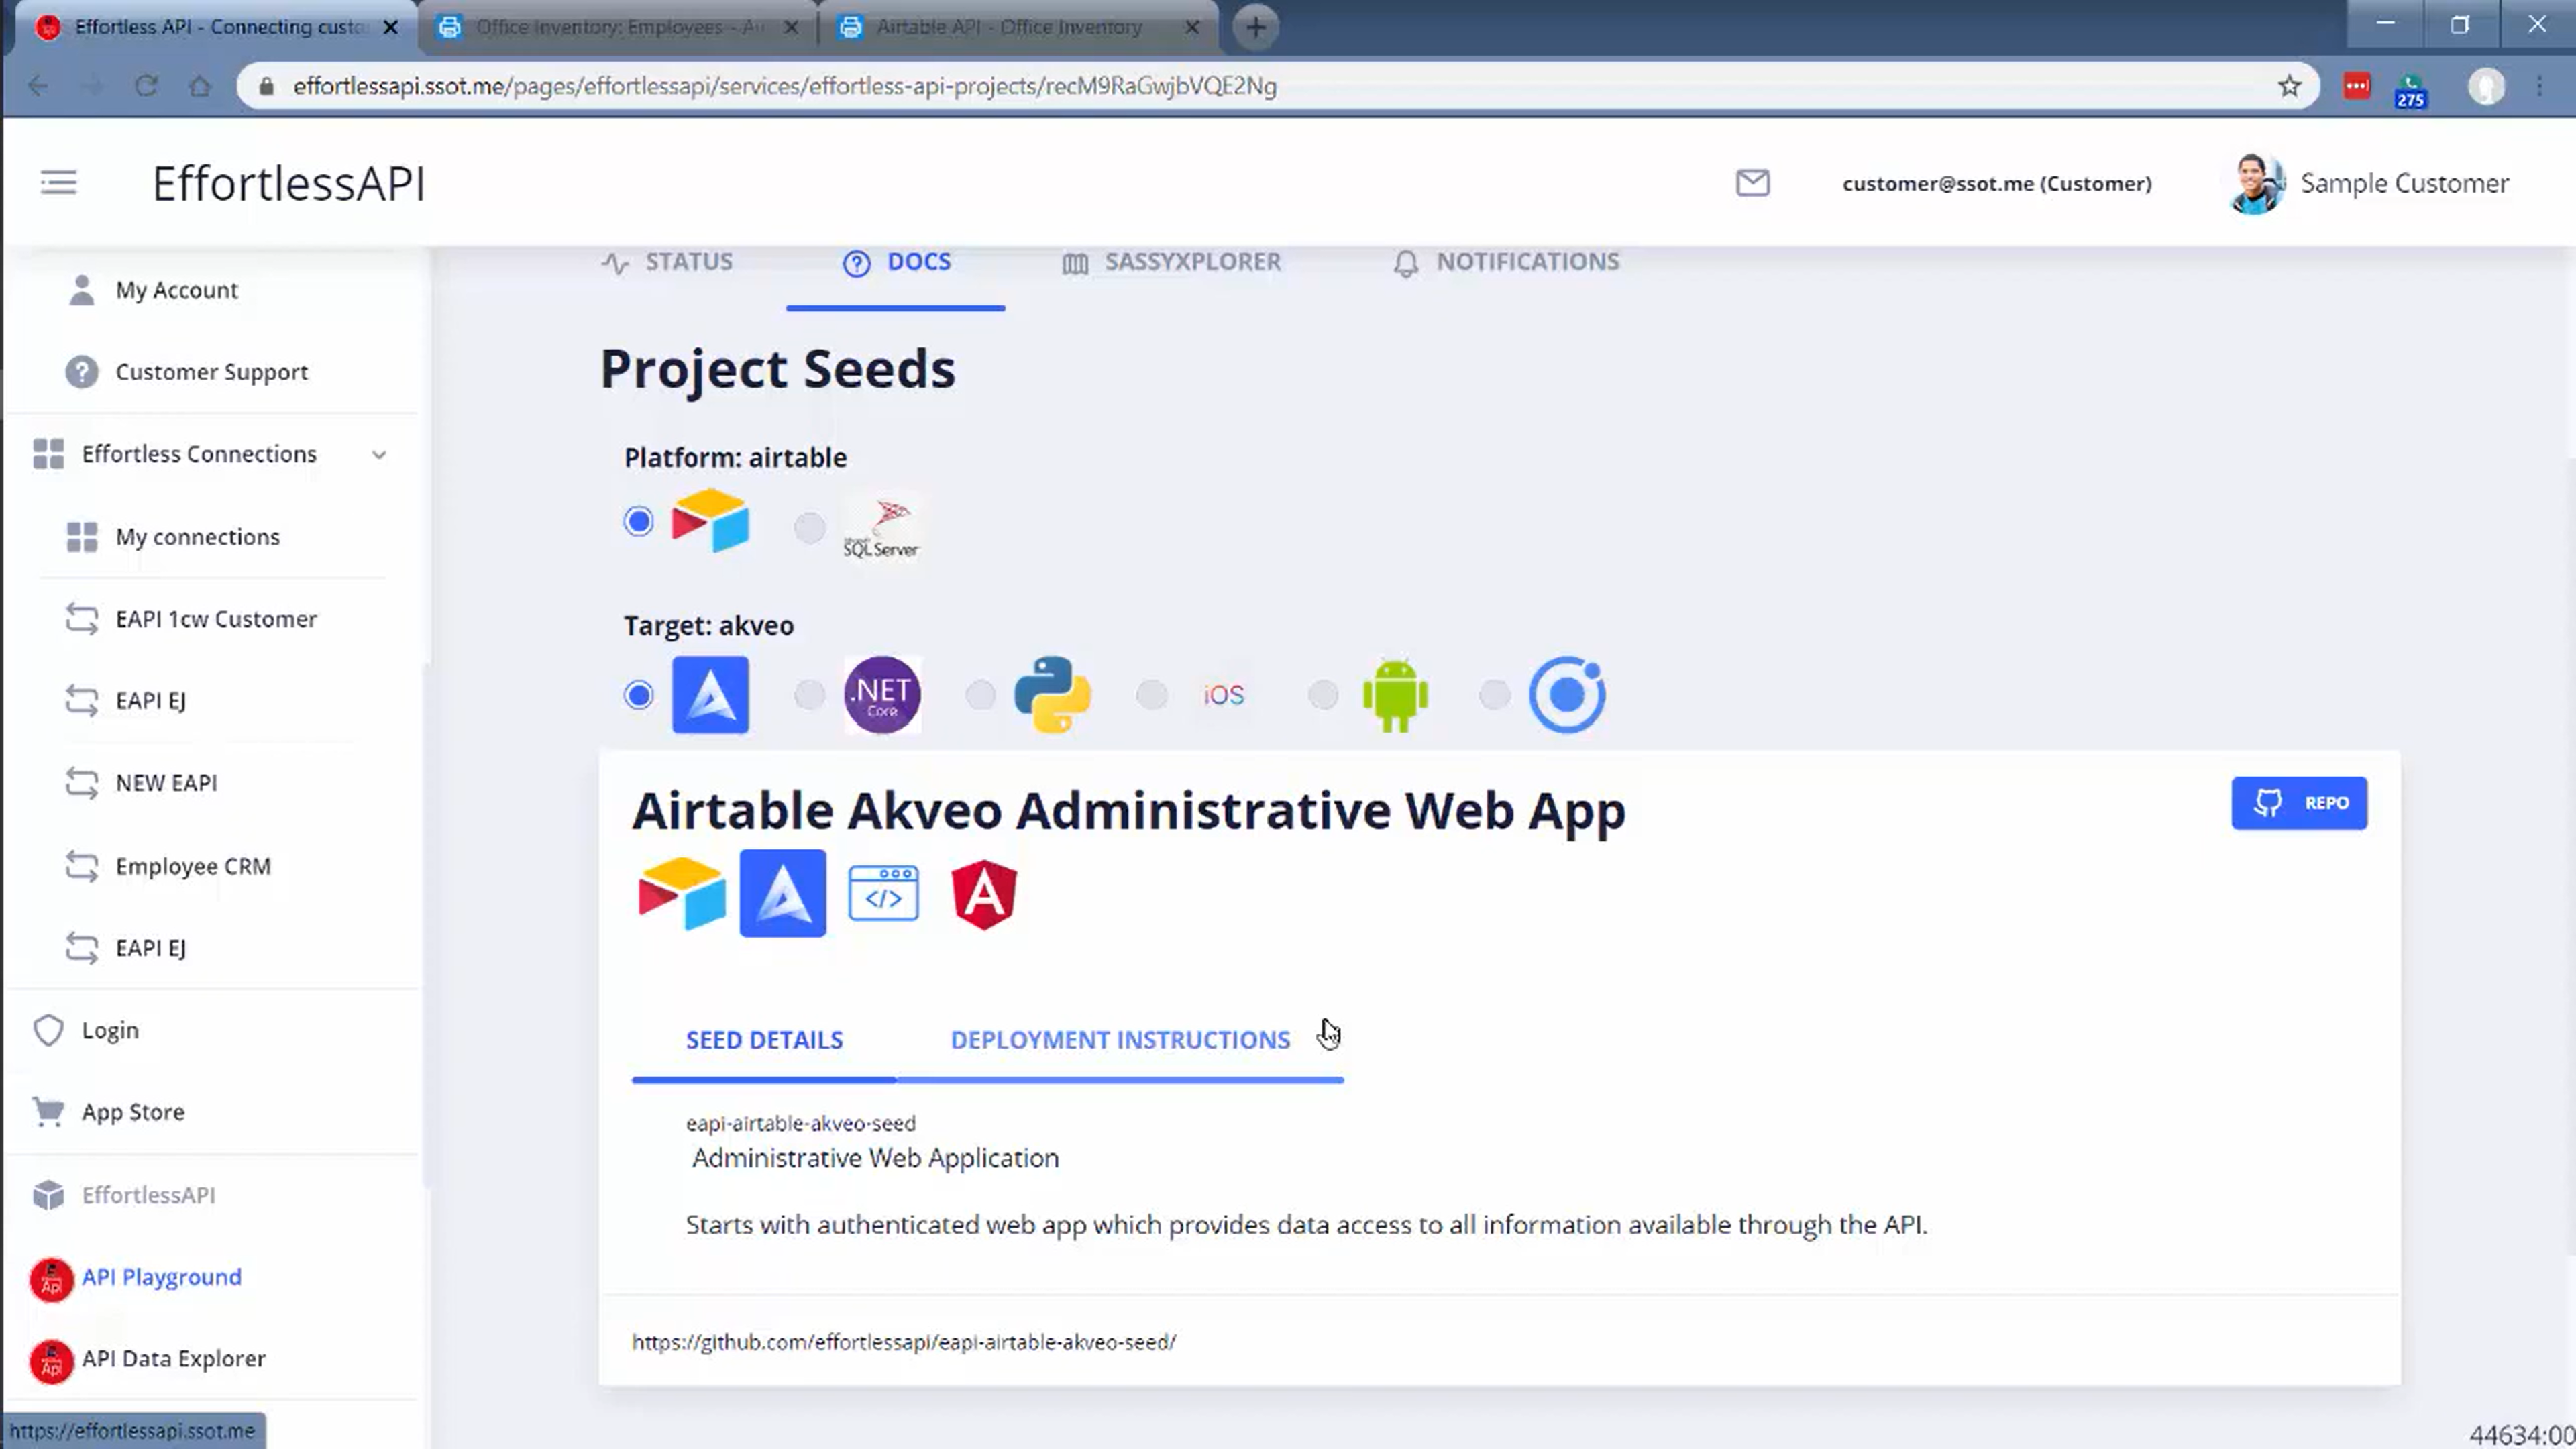 Effortless API - Connecting custo
Office Inventory: Employees - Ai
Airtable API - Office Inventory
effortlessapi.ssot.me/pages/effortlessapi/services/effortless-api-projects/recM9RaGwjbVQE2Ng
275
EffortlessAPI
customer@ssot.me (Customer)
Sample Customer
My Account
Customer Support
Effortless Connections
My connections
EAPI 1cw Customer
EAPI EJ
NEW EAPI
Employee CRM
EAPI EJ
Login
App Store
EffortlessAPI
Api
API Playground
Api
API Data Explorer
https://effortlessapi.ssot.me
STATUS
DOCS
SASSYXPLORER
NOTIFICATIONS
Project Seeds
Platform: airtable
SQL Server
Target: akveo
.NET
Core
iOS
Airtable Akveo Administrative Web App
REPO
SEED DETAILS
DEPLOYMENT INSTRUCTIONS
eapi-airtable-akveo-seed
Administrative Web Application
Starts with authenticated web app which provides data access to all information available through the API.
https://github.com/effortlessapi/eapi-airtable-akveo-seed/
44634:00